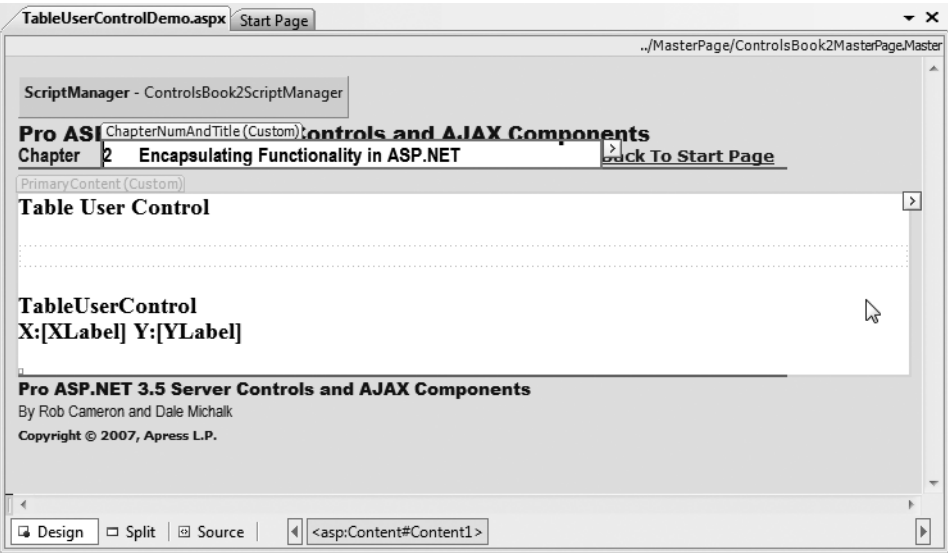 TableUserControlDemo.aspx Start Page
../MasterPage/ControlsBook2MasterPage.Master
ScriptManager - ControlsBook2ScriptManager
ChapterNumAndTitle (Custom)
Pro AS Controls and AJAX Components
Chapter 2 Encapsulating Functionality in ASP.NET Back To Start Page
PrimaryContent (Custom)
Table User Control
TableUserControl
X:[XLabel] Y:[YLabel]
Pro ASP.NET 3.5 Server Controls and AJAX Components
By Rob Cameron and Dale Michalk
Copyright © 2007, Apress L.P.
Design Split Source <asp:Content#Content1>